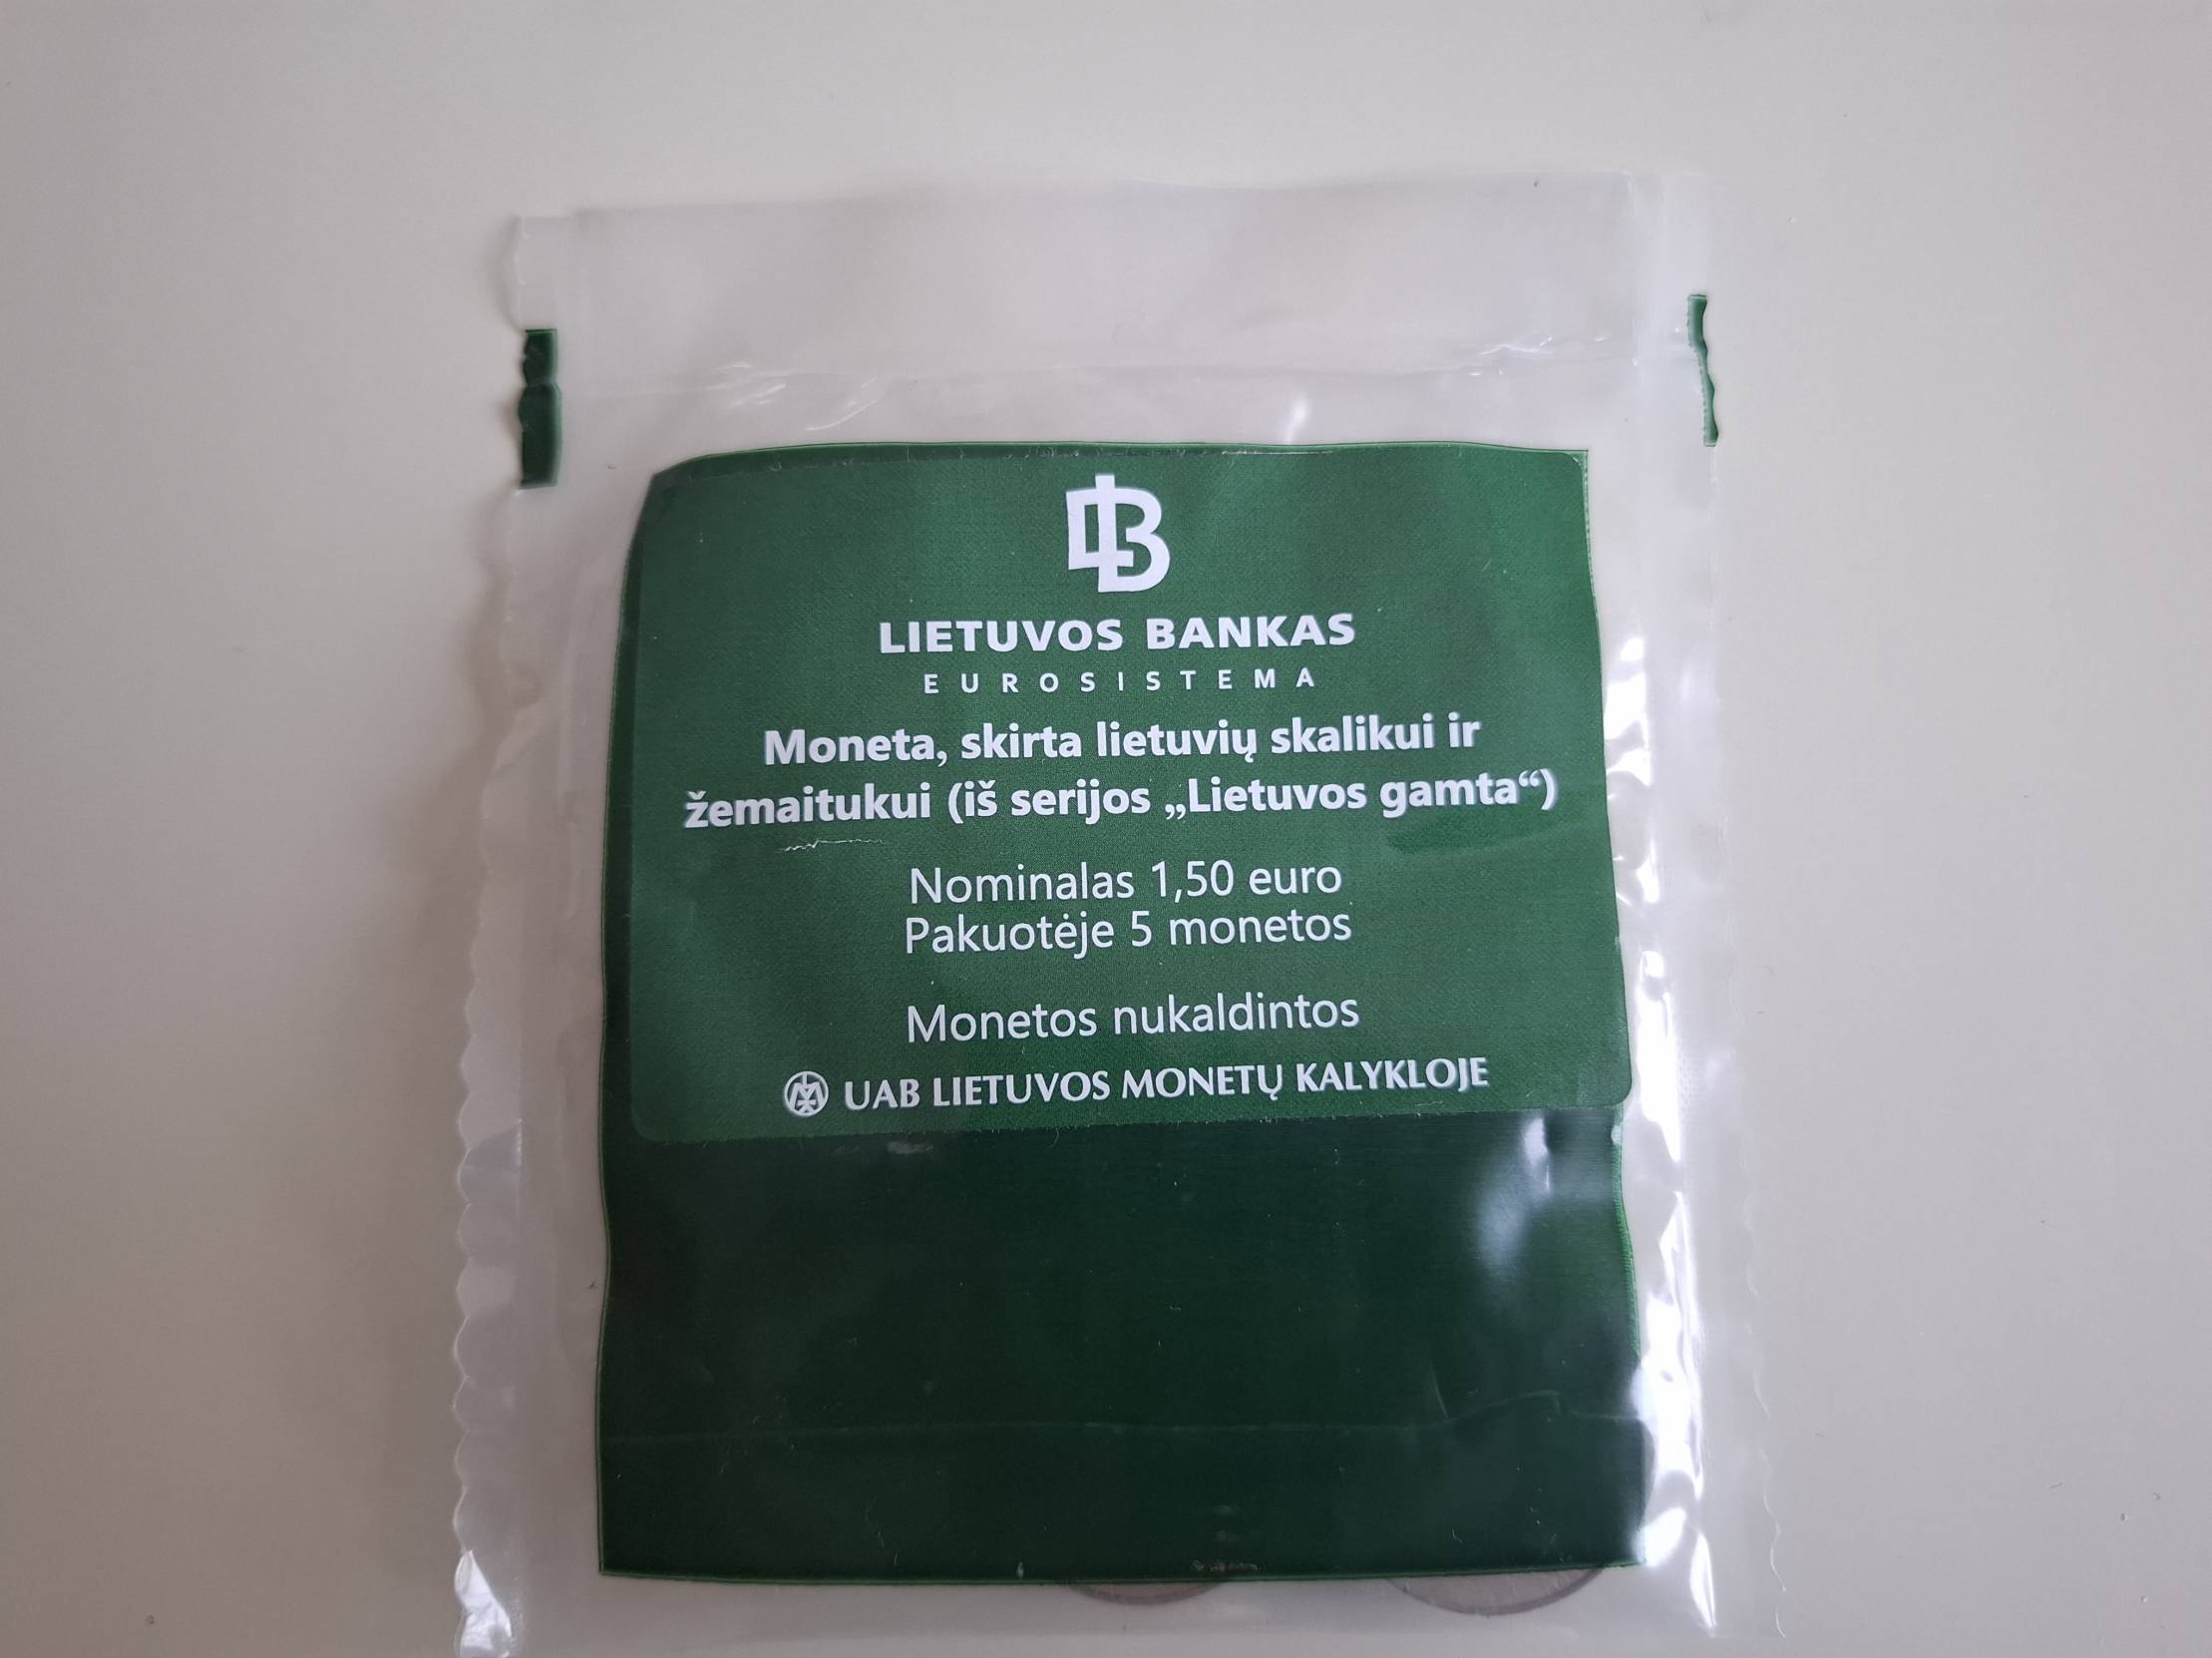 LB
LIETUVOS BANKAS
EUROSISTEMA
Moneta, skirta lietuvių skalikui ir
žemaitukui (iš serijos „Lietuvos gamta“)
Nominalas 1,50 euro
Pakuotėje 5 monetos
Monetos nukaldintos
UAB LIETUVOS MONETŲ KALYKLOJE